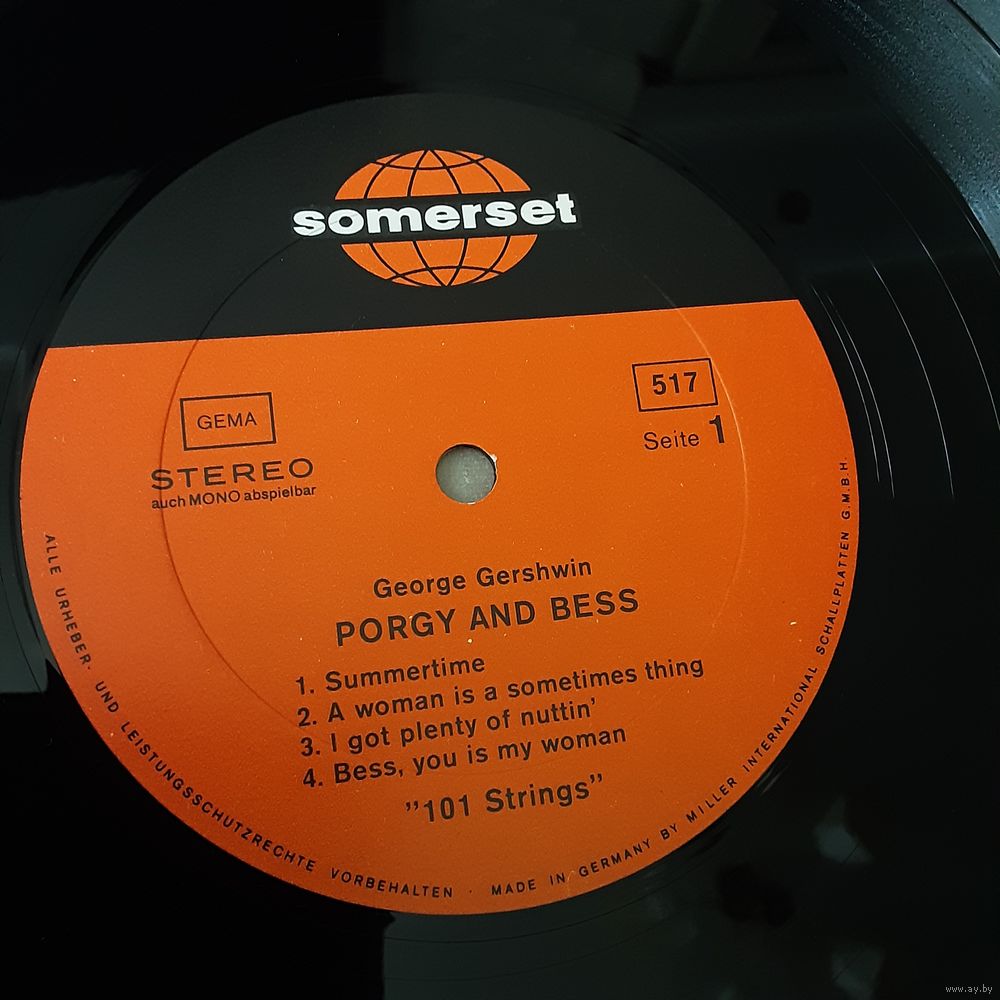 somerset
GEMA
STEREO
auch MONO abspielbar
517
Seite 1
George Gershwin
PORGY AND BESS
1. Summertime
2. A woman is a sometimes thing
3. I got plenty of nuttin'
4. Bess, you is my woman
"101 Strings"
ALLE URHEBER- UND LEISTUNGSSCHUTZRECHTE VORBEHALTEN · MADE IN GERMANY BY MILLER INTERNATIONAL SCHALLPLATTEN G.M.B.H.
www.ay.by